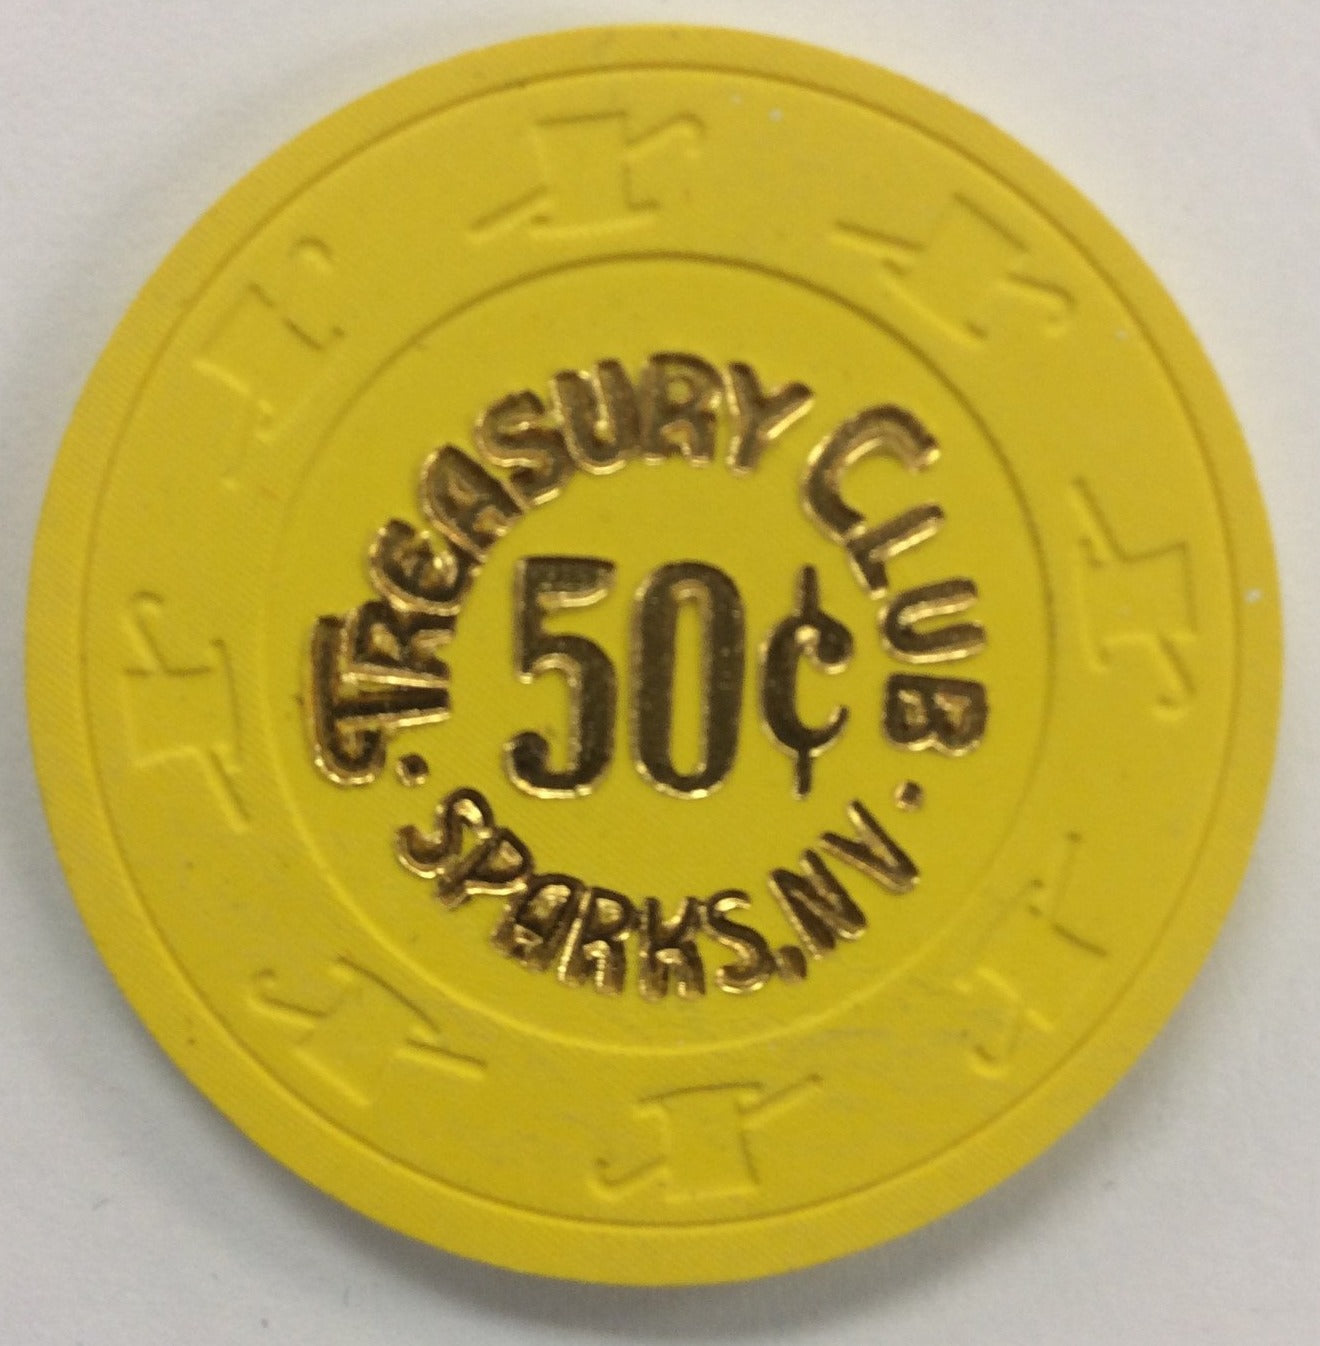 TREASURY CLUB
50¢
SPARKS, NV